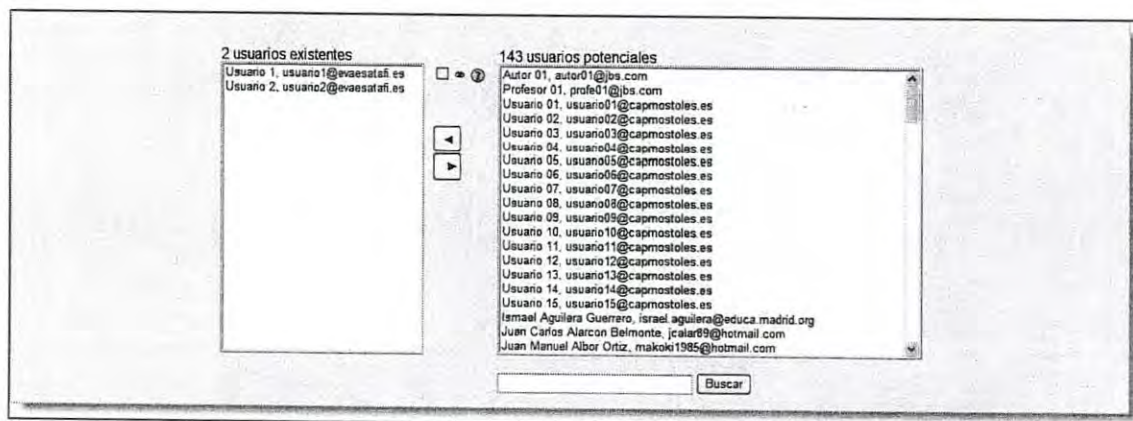 2 usuarios existentes
Usuario 1, usuario1@evaesatafi.es
Usuario 2, usuario2@evaesatafi.es
143 usuarios potenciales
Autor 01, autor01@jbs.com
Profesor 01, profe01@jbs.com
Usuario 01, usuario01@capmostoles.es
Usuario 02, usuario02@capmostoles.es
Usuario 03, usuario03@capmostoles.es
Usuario 04, usuario04@capmostoles.es
Usuario 05, usuario05@capmostoles.es
Usuario 06, usuario06@capmostoles.es
Usuario 07, usuario07@capmostoles.es
Usuario 08, usuario08@capmostoles.es
Usuario 09, usuario09@capmostoles.es
Usuario 10, usuario10@capmostoles.es
Usuario 11, usuario11@capmostoles.es
Usuario 12, usuario12@capmostoles.es
Usuario 13, usuario13@capmostoles.es
Usuario 14, usuario14@capmostoles.es
Usuario 15, usuario15@capmostoles.es
Ismael Aguilera Guerrero, israel.aguilera@educa.madrid.org
Juan Carlos Alarcon Belmonte, jcalar89@hotmail.com
Juan Manuel Albor Ortiz, makoki1985@hotmail.com
Buscar